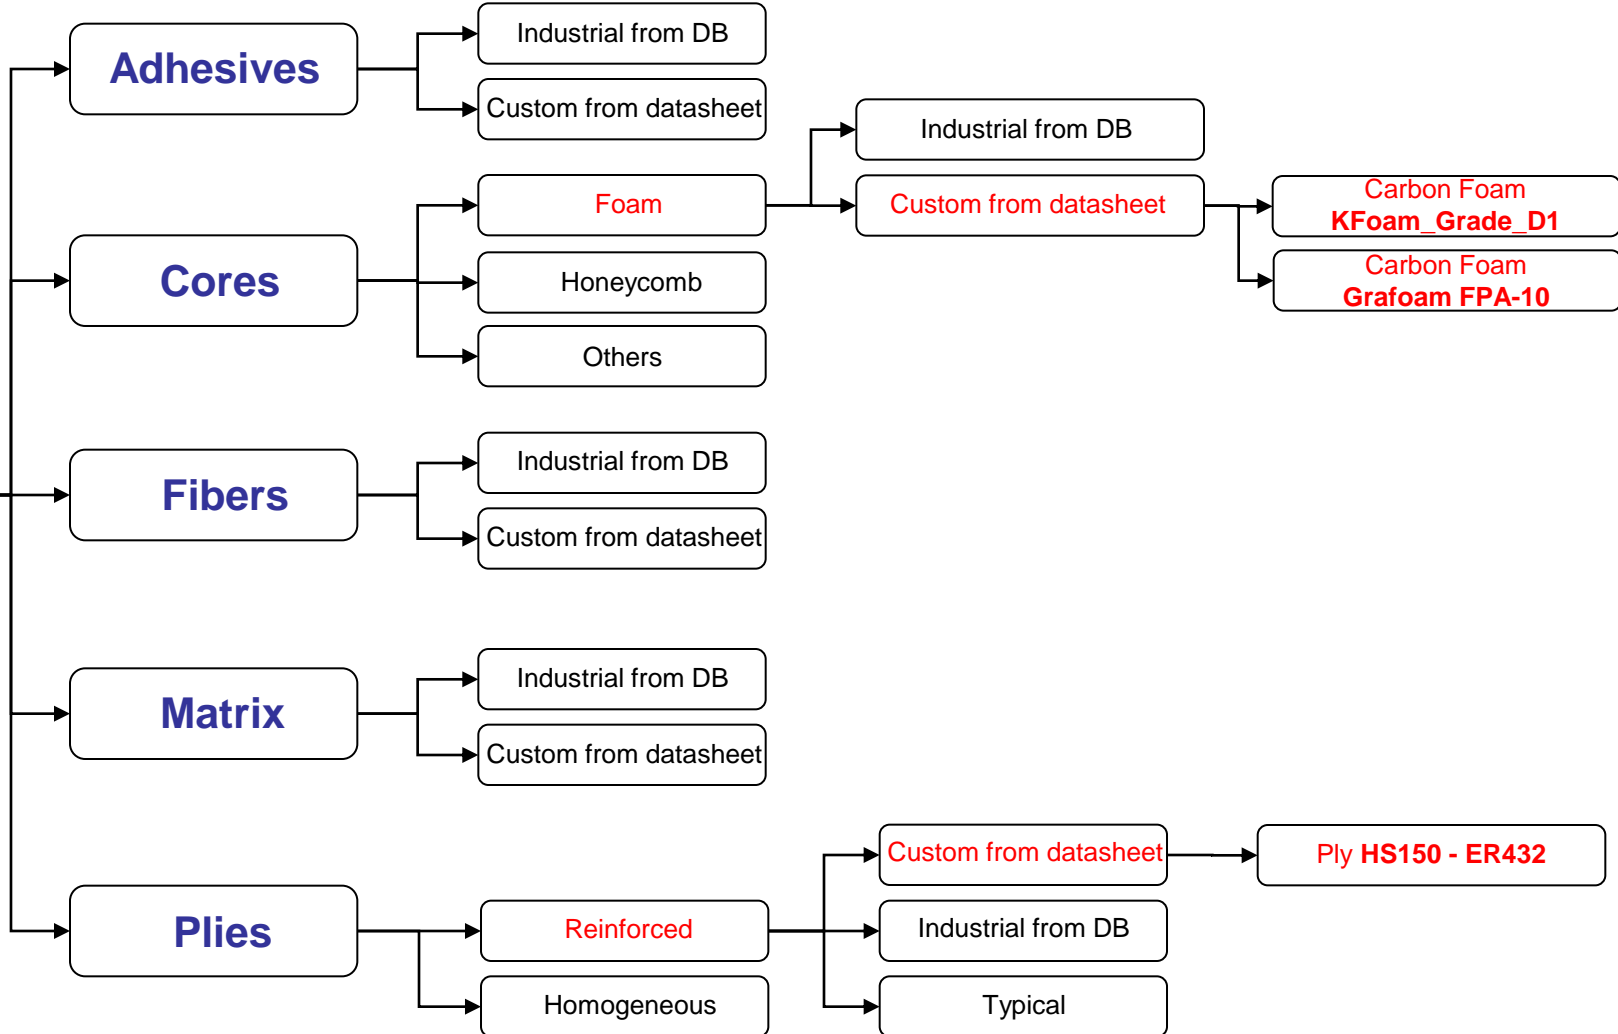 Adhesives
Industrial from DB
Custom from datasheet
Cores
Foam
Honeycomb
Others
Industrial from DB
Custom from datasheet
Carbon Foam
KFoam_Grade_D1
Carbon Foam
Grafoam FPA-10
Fibers
Industrial from DB
Custom from datasheet
Matrix
Industrial from DB
Custom from datasheet
Plies
Reinforced
Homogeneous
Custom from datasheet
Industrial from DB
Typical
Ply HS150 - ER432